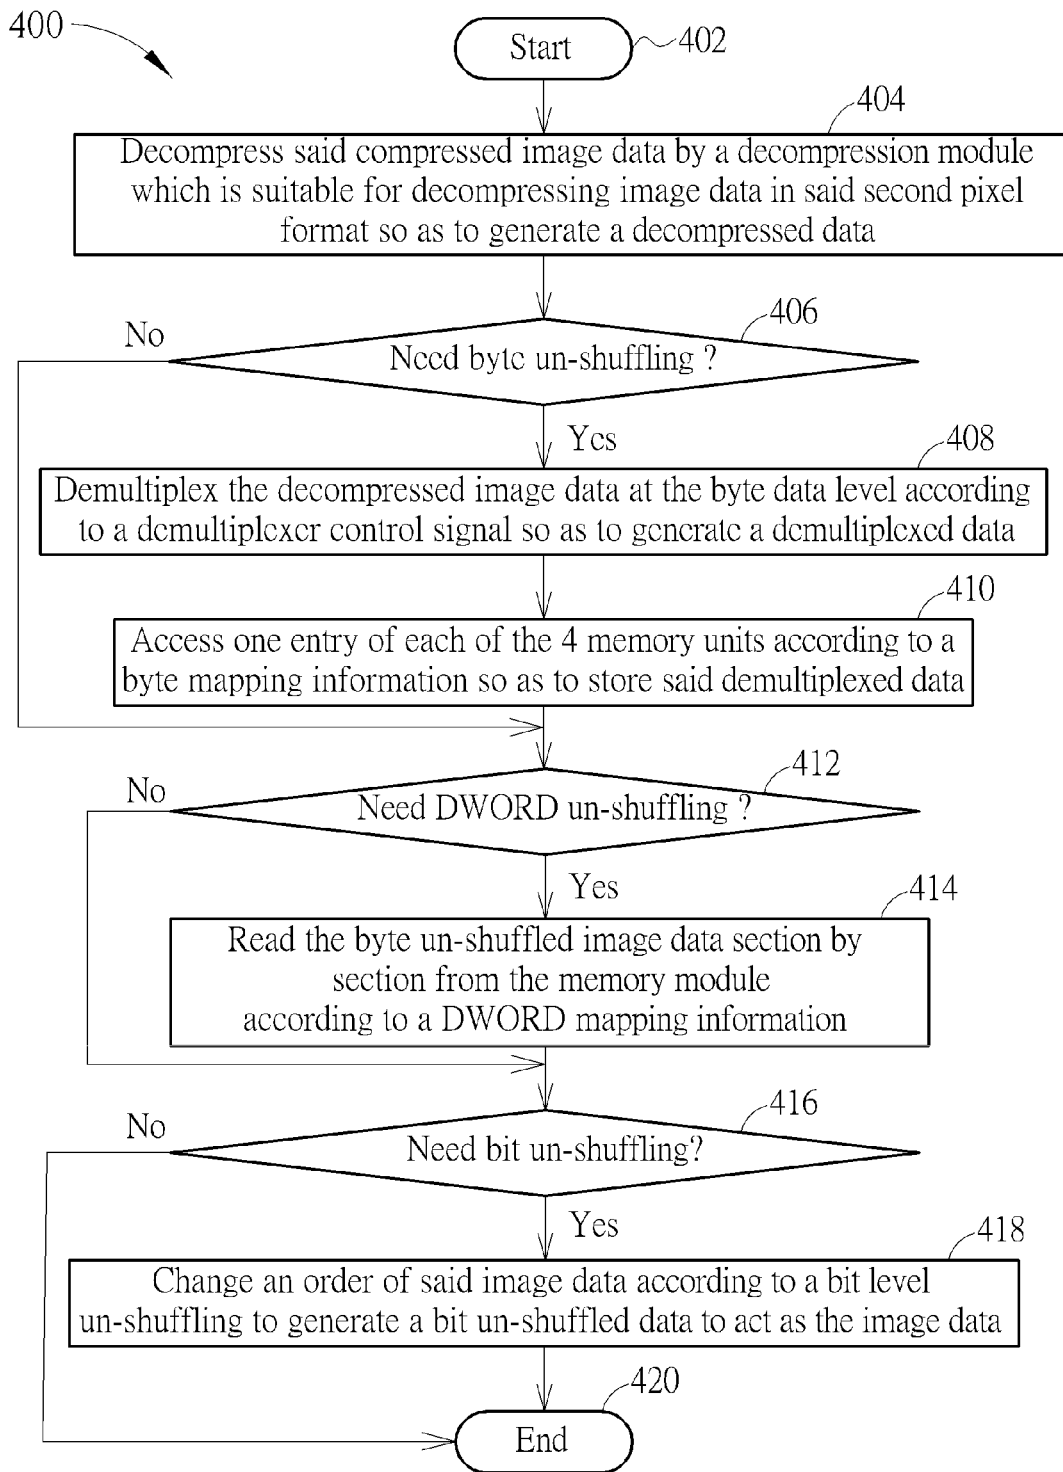 400
Start
402
404
Decompress said compressed image data by a decompression module
which is suitable for decompressing image data in said second pixel
format so as to generate a decompressed data
406
No
Need byte un-shuffling ?
Yes
408
Demultiplex the decompressed image data at the byte data level according
to a demultiplexer control signal so as to generate a demultiplexed data
410
Access one entry of each of the 4 memory units according to a
byte mapping information so as to store said demultiplexed data
412
No
Need DWORD un-shuffling ?
Yes
414
Read the byte un-shuffled image data section by
section from the memory module
according to a DWORD mapping information
416
No
Need bit un-shuffling?
Yes
418
Change an order of said image data according to a bit level
un-shuffling to generate a bit un-shuffled data to act as the image data
420
End